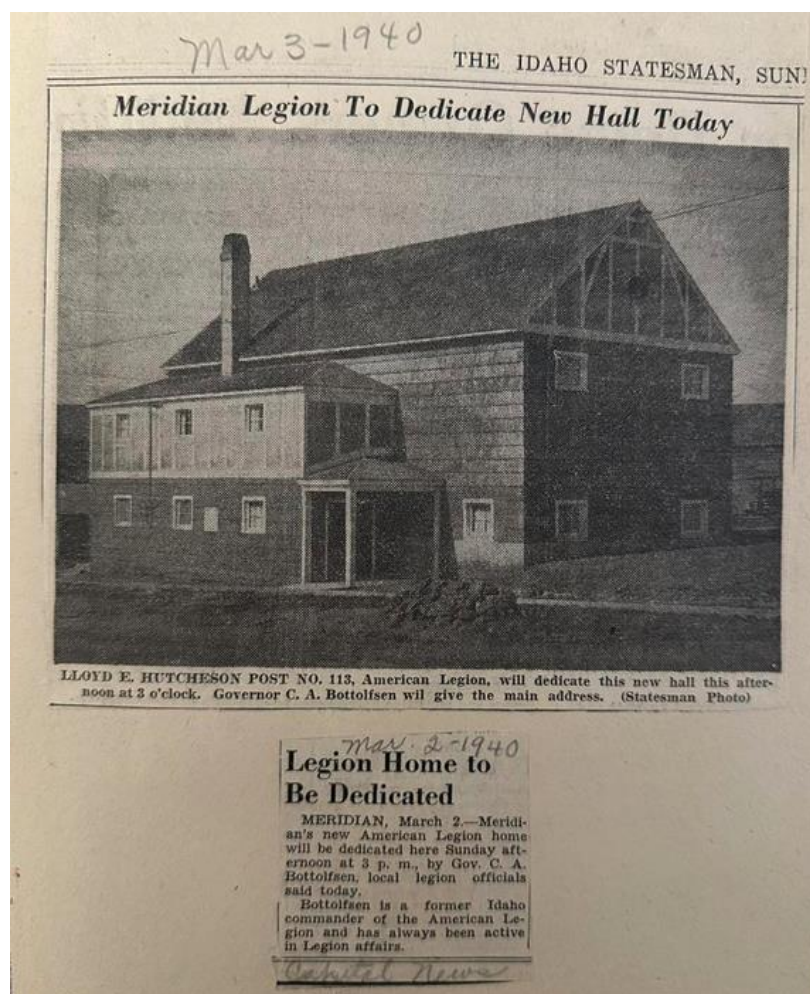 Mar 3-1940
THE IDAHO STATESMAN, SUN
Meridian Legion To Dedicate New Hall Today
LLOYD E. HUTCHESON POST NO. 113, American Legion, will dedicate this new hall this after-
noon at 3 o'clock. Governor C. A. Bottolfsen wil give the main address. (Statesman Photo)
Mar. 2-1940
Legion Home to
Be Dedicated
MERIDIAN, March 2.—Meridi-
an's new American Legion home
will be dedicated here Sunday aft-
ernoon at 3 p. m., by Gov. C. A.
Bottolfsen, local legion officials
said today.
Bottolfsen is a former Idaho
commander of the American Le-
gion and has always been active
in Legion affairs.
Capital News